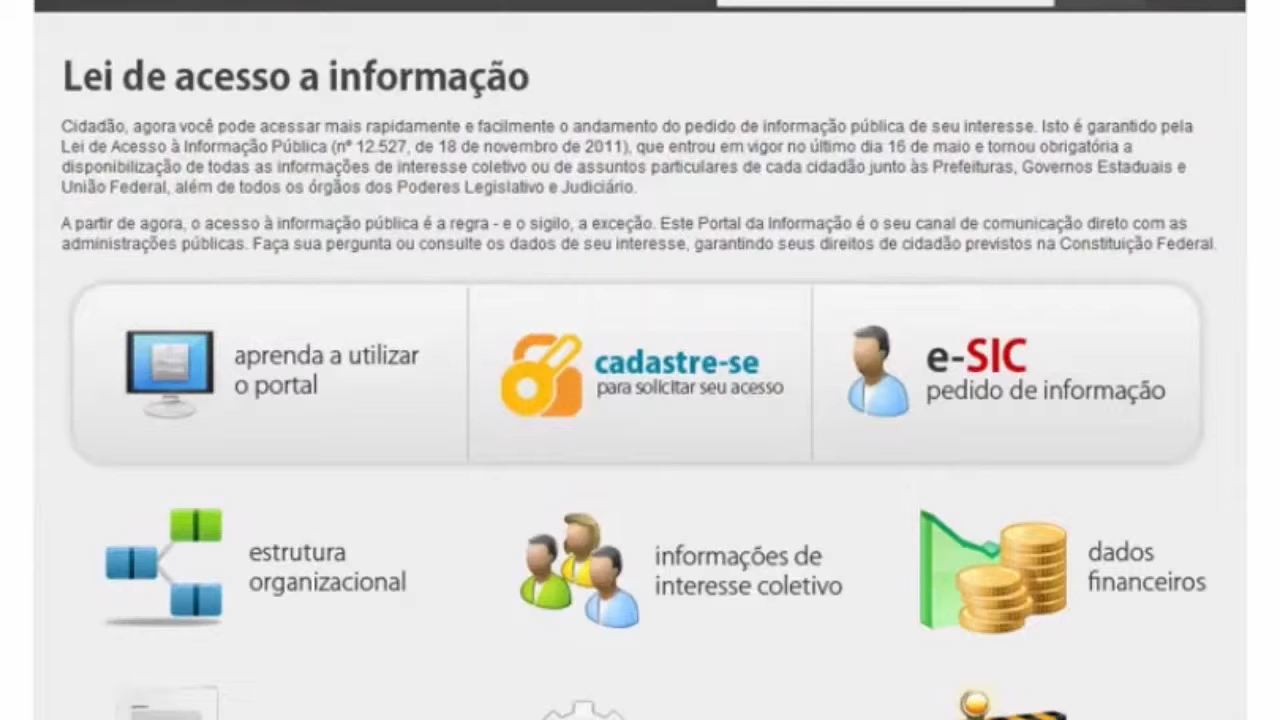 Lei de acesso a informação
Cidadão, agora você pode acessar mais rapidamente e facilmente o andamento do pedido de informação pública de seu interesse. Isto é garantido pela
Lei de Acesso à Informação Pública (nº 12.527, de 18 de novembro de 2011), que entrou em vigor no último dia 16 de maio e tornou obrigatória a
disponibilização de todas as informações de interesse coletivo ou de assuntos particulares de cada cidadão junto às Prefeituras, Governos Estaduais e
União Federal, além de todos os órgãos dos Poderes Legislativo e Judiciário.
A partir de agora, o acesso à informação pública é a regra - e o sigilo, a exceção. Este Portal da Informação é o seu canal de comunicação direto com as
administrações públicas. Faça sua pergunta ou consulte os dados de seu interesse, garantindo seus direitos de cidadão previstos na Constituição Federal.
aprenda a utilizar
o portal
cadastre-se
para solicitar seu acesso
e-SIC
pedido de informação
estrutura
organizacional
informações de
interesse coletivo
dados
financeiros